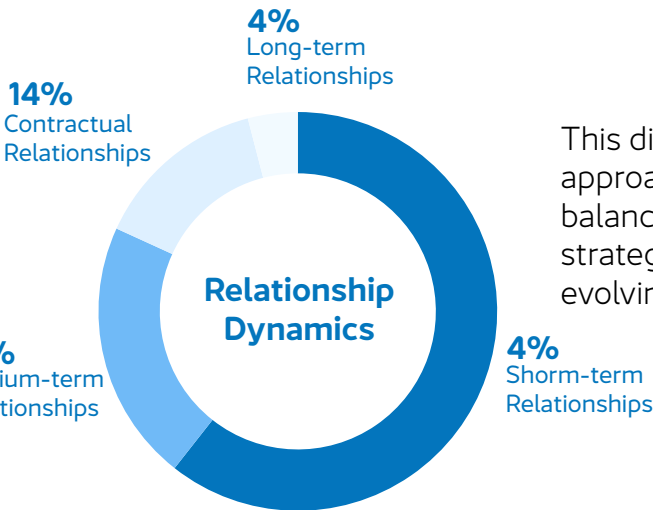 4%
Long-term
Relationships
14%
Contractual
Relationships
This di
approa
balanc
strateg
evolvin
Relationship
Dynamics
%
ium-term
tionships
4%
Shorm-term
Relationships